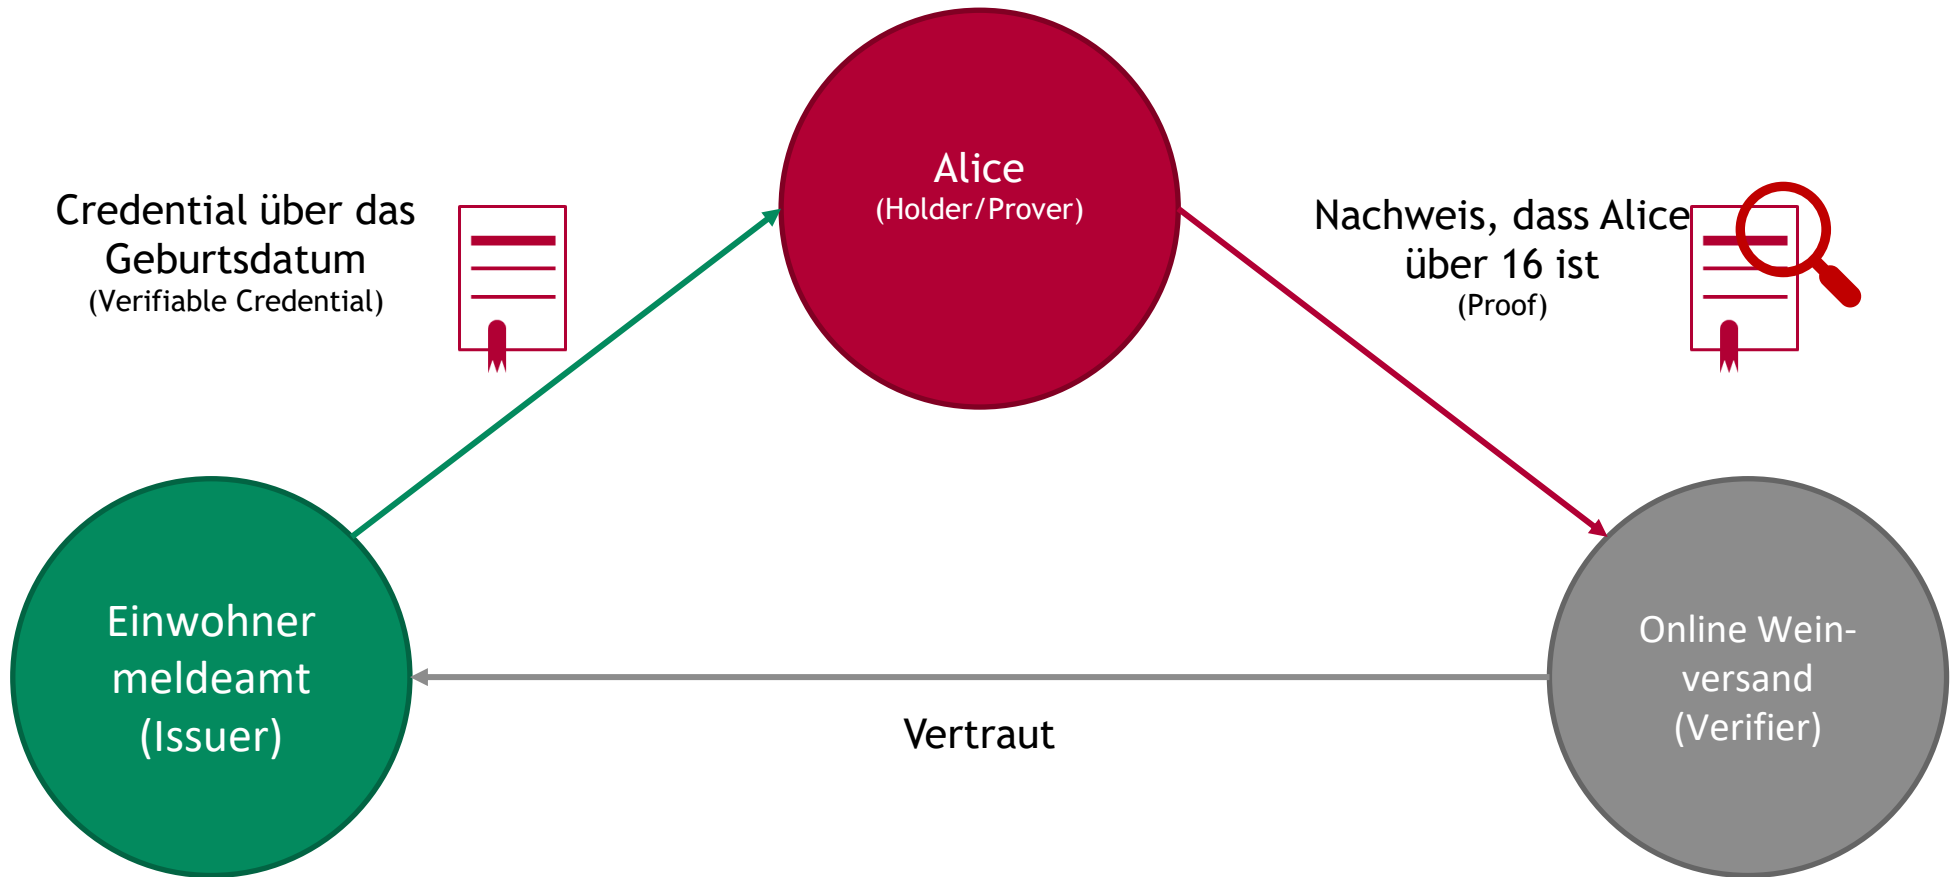 Alice
(Holder/Prover)
Credential über das
Geburtsdatum
(Verifiable Credential)
Nachweis, dass Alice
über 16 ist
(Proof)
Einwohner
meldeamt
(Issuer)
Vertraut
Online Wein-
versand
(Verifier)